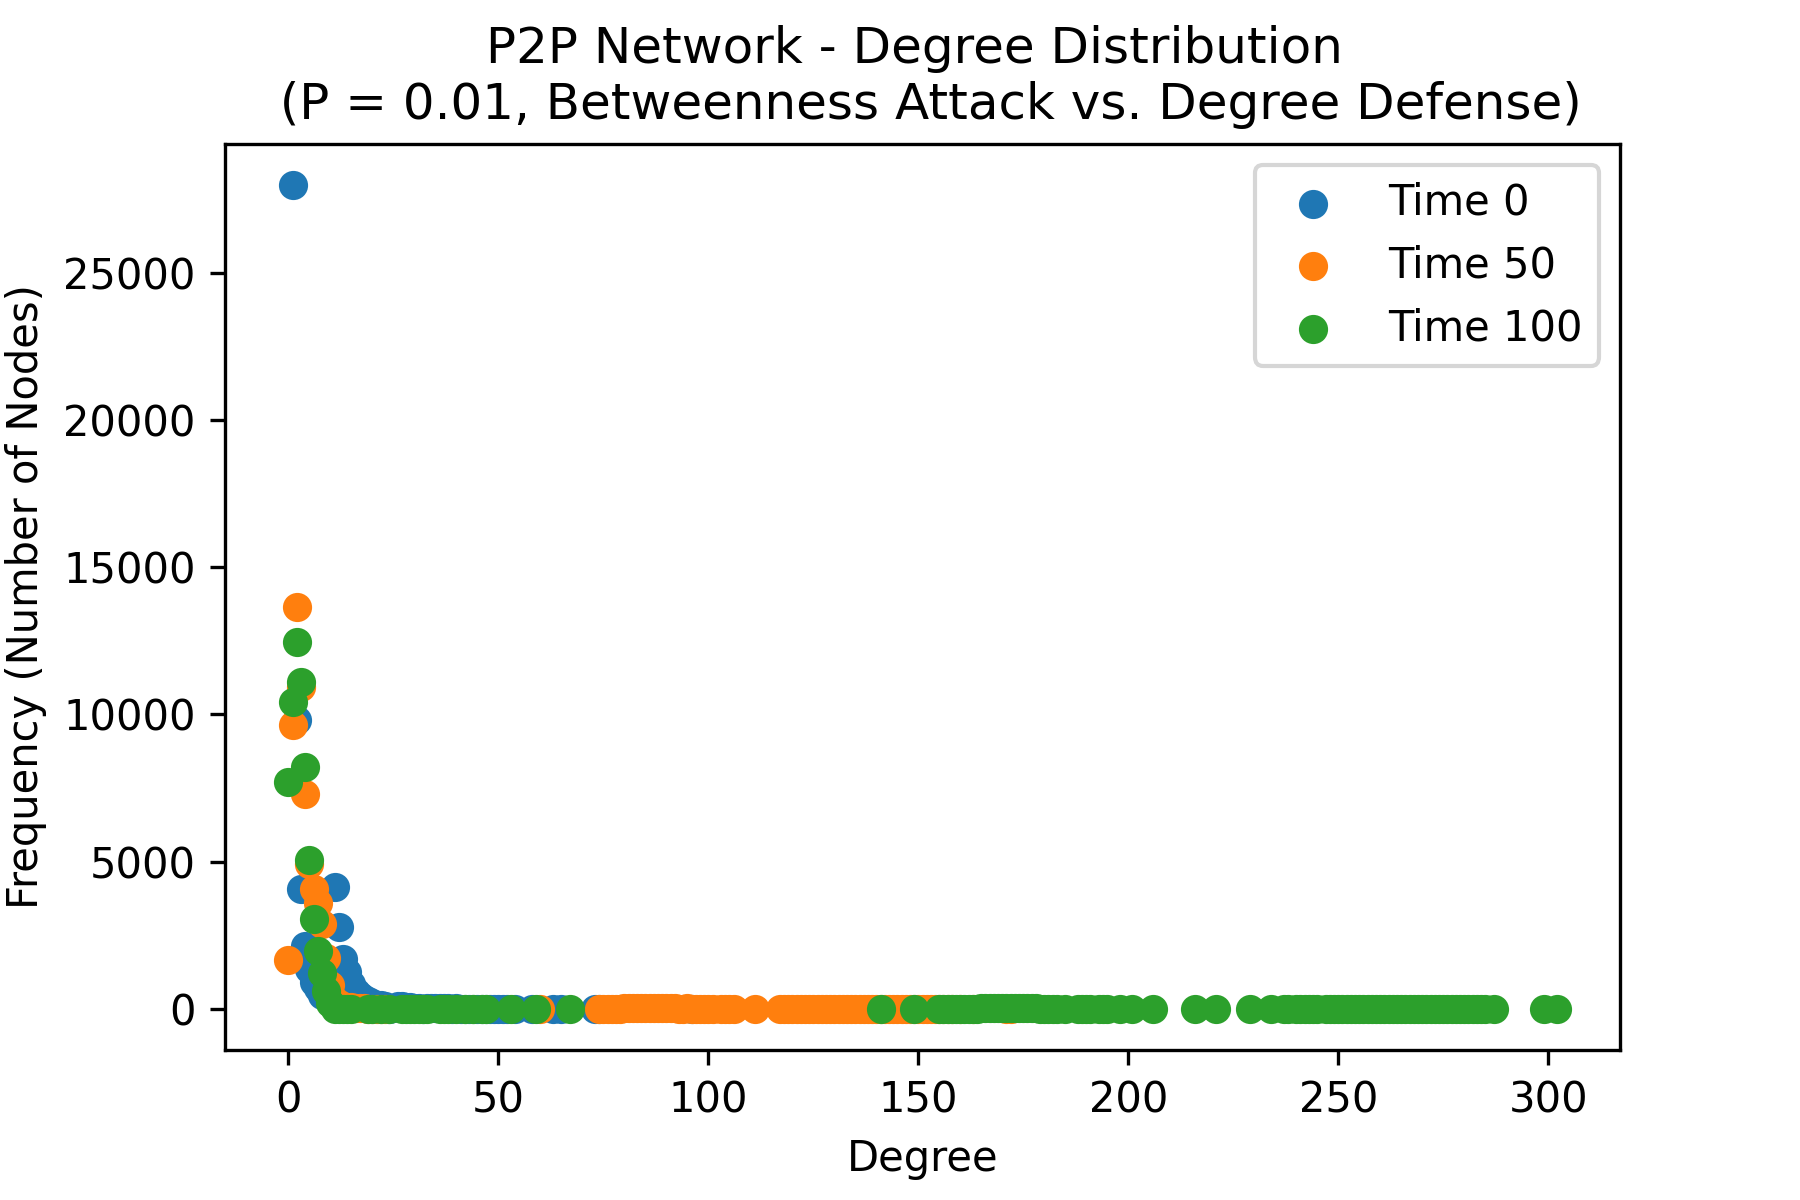 P2P Network - Degree Distribution
(P = 0.01, Betweenness Attack vs. Degree Defense)
Time 0
Time 50
Time 100
Frequency (Number of Nodes)
25000
20000
15000
10000
5000
0
0 50 100 150 200 250 300
Degree